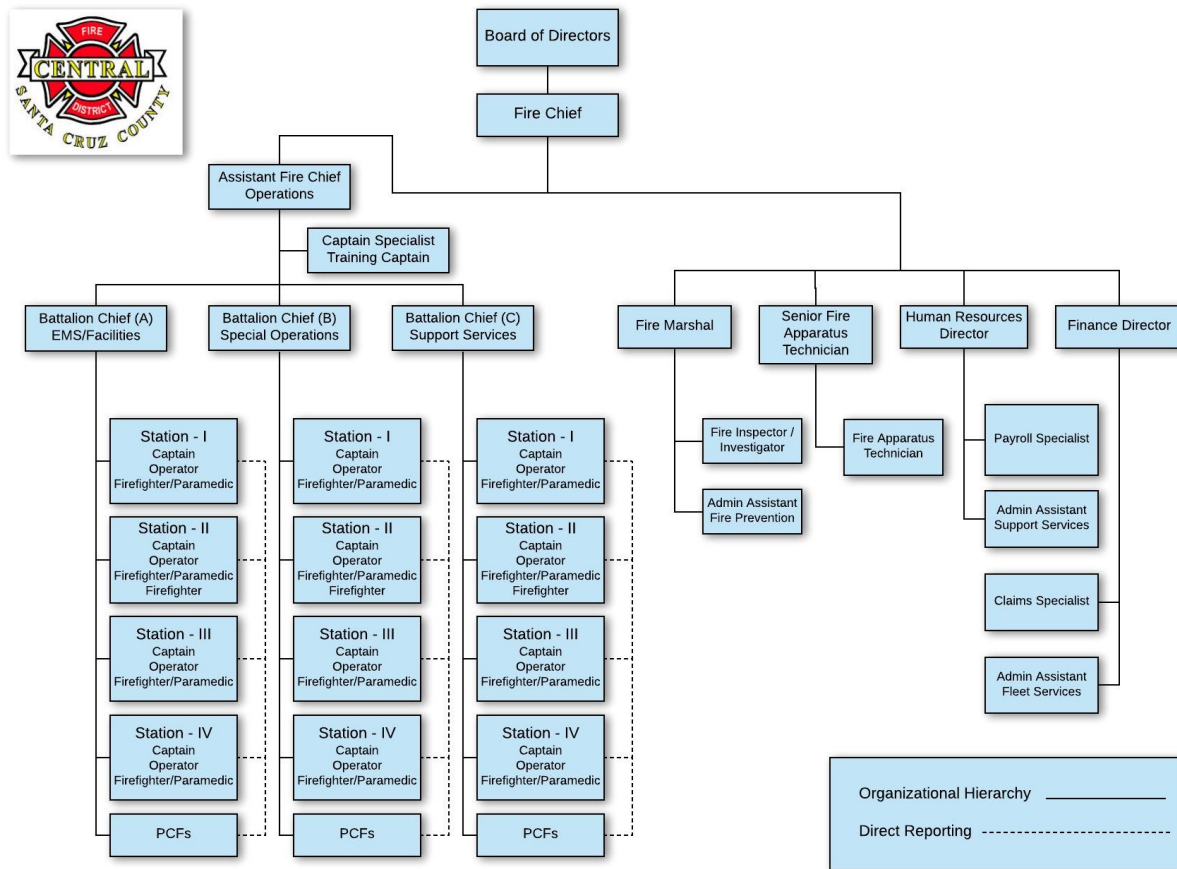 FIRE
CENTRAL
DISTRICT
SANTA CRUZ COUNTY
Board of Directors
Fire Chief
Assistant Fire Chief
Operations
Captain Specialist
Training Captain
Battalion Chief (A)
EMS/Facilities
Battalion Chief (B)
Special Operations
Battalion Chief (C)
Support Services
Fire Marshal
Senior Fire
Apparatus
Technician
Human Resources
Director
Finance Director
Station - I
Captain
Operator
Firefighter/Paramedic
Station - II
Captain
Operator
Firefighter/Paramedic
Firefighter
Station - III
Captain
Operator
Firefighter/Paramedic
Station - IV
Captain
Operator
Firefighter/Paramedic
PCFs
Station - I
Captain
Operator
Firefighter/Paramedic
Station - II
Captain
Operator
Firefighter/Paramedic
Firefighter
Station - III
Captain
Operator
Firefighter/Paramedic
Station - IV
Captain
Operator
Firefighter/Paramedic
PCFs
Station - I
Captain
Operator
Firefighter/Paramedic
Station - II
Captain
Operator
Firefighter/Paramedic
Firefighter
Station - III
Captain
Operator
Firefighter/Paramedic
Station - IV
Captain
Operator
Firefighter/Paramedic
PCFs
Fire Inspector /
Investigator
Admin Assistant
Fire Prevention
Fire Apparatus
Technician
Payroll Specialist
Admin Assistant
Support Services
Claims Specialist
Admin Assistant
Fleet Services
Organizational Hierarchy
Direct Reporting